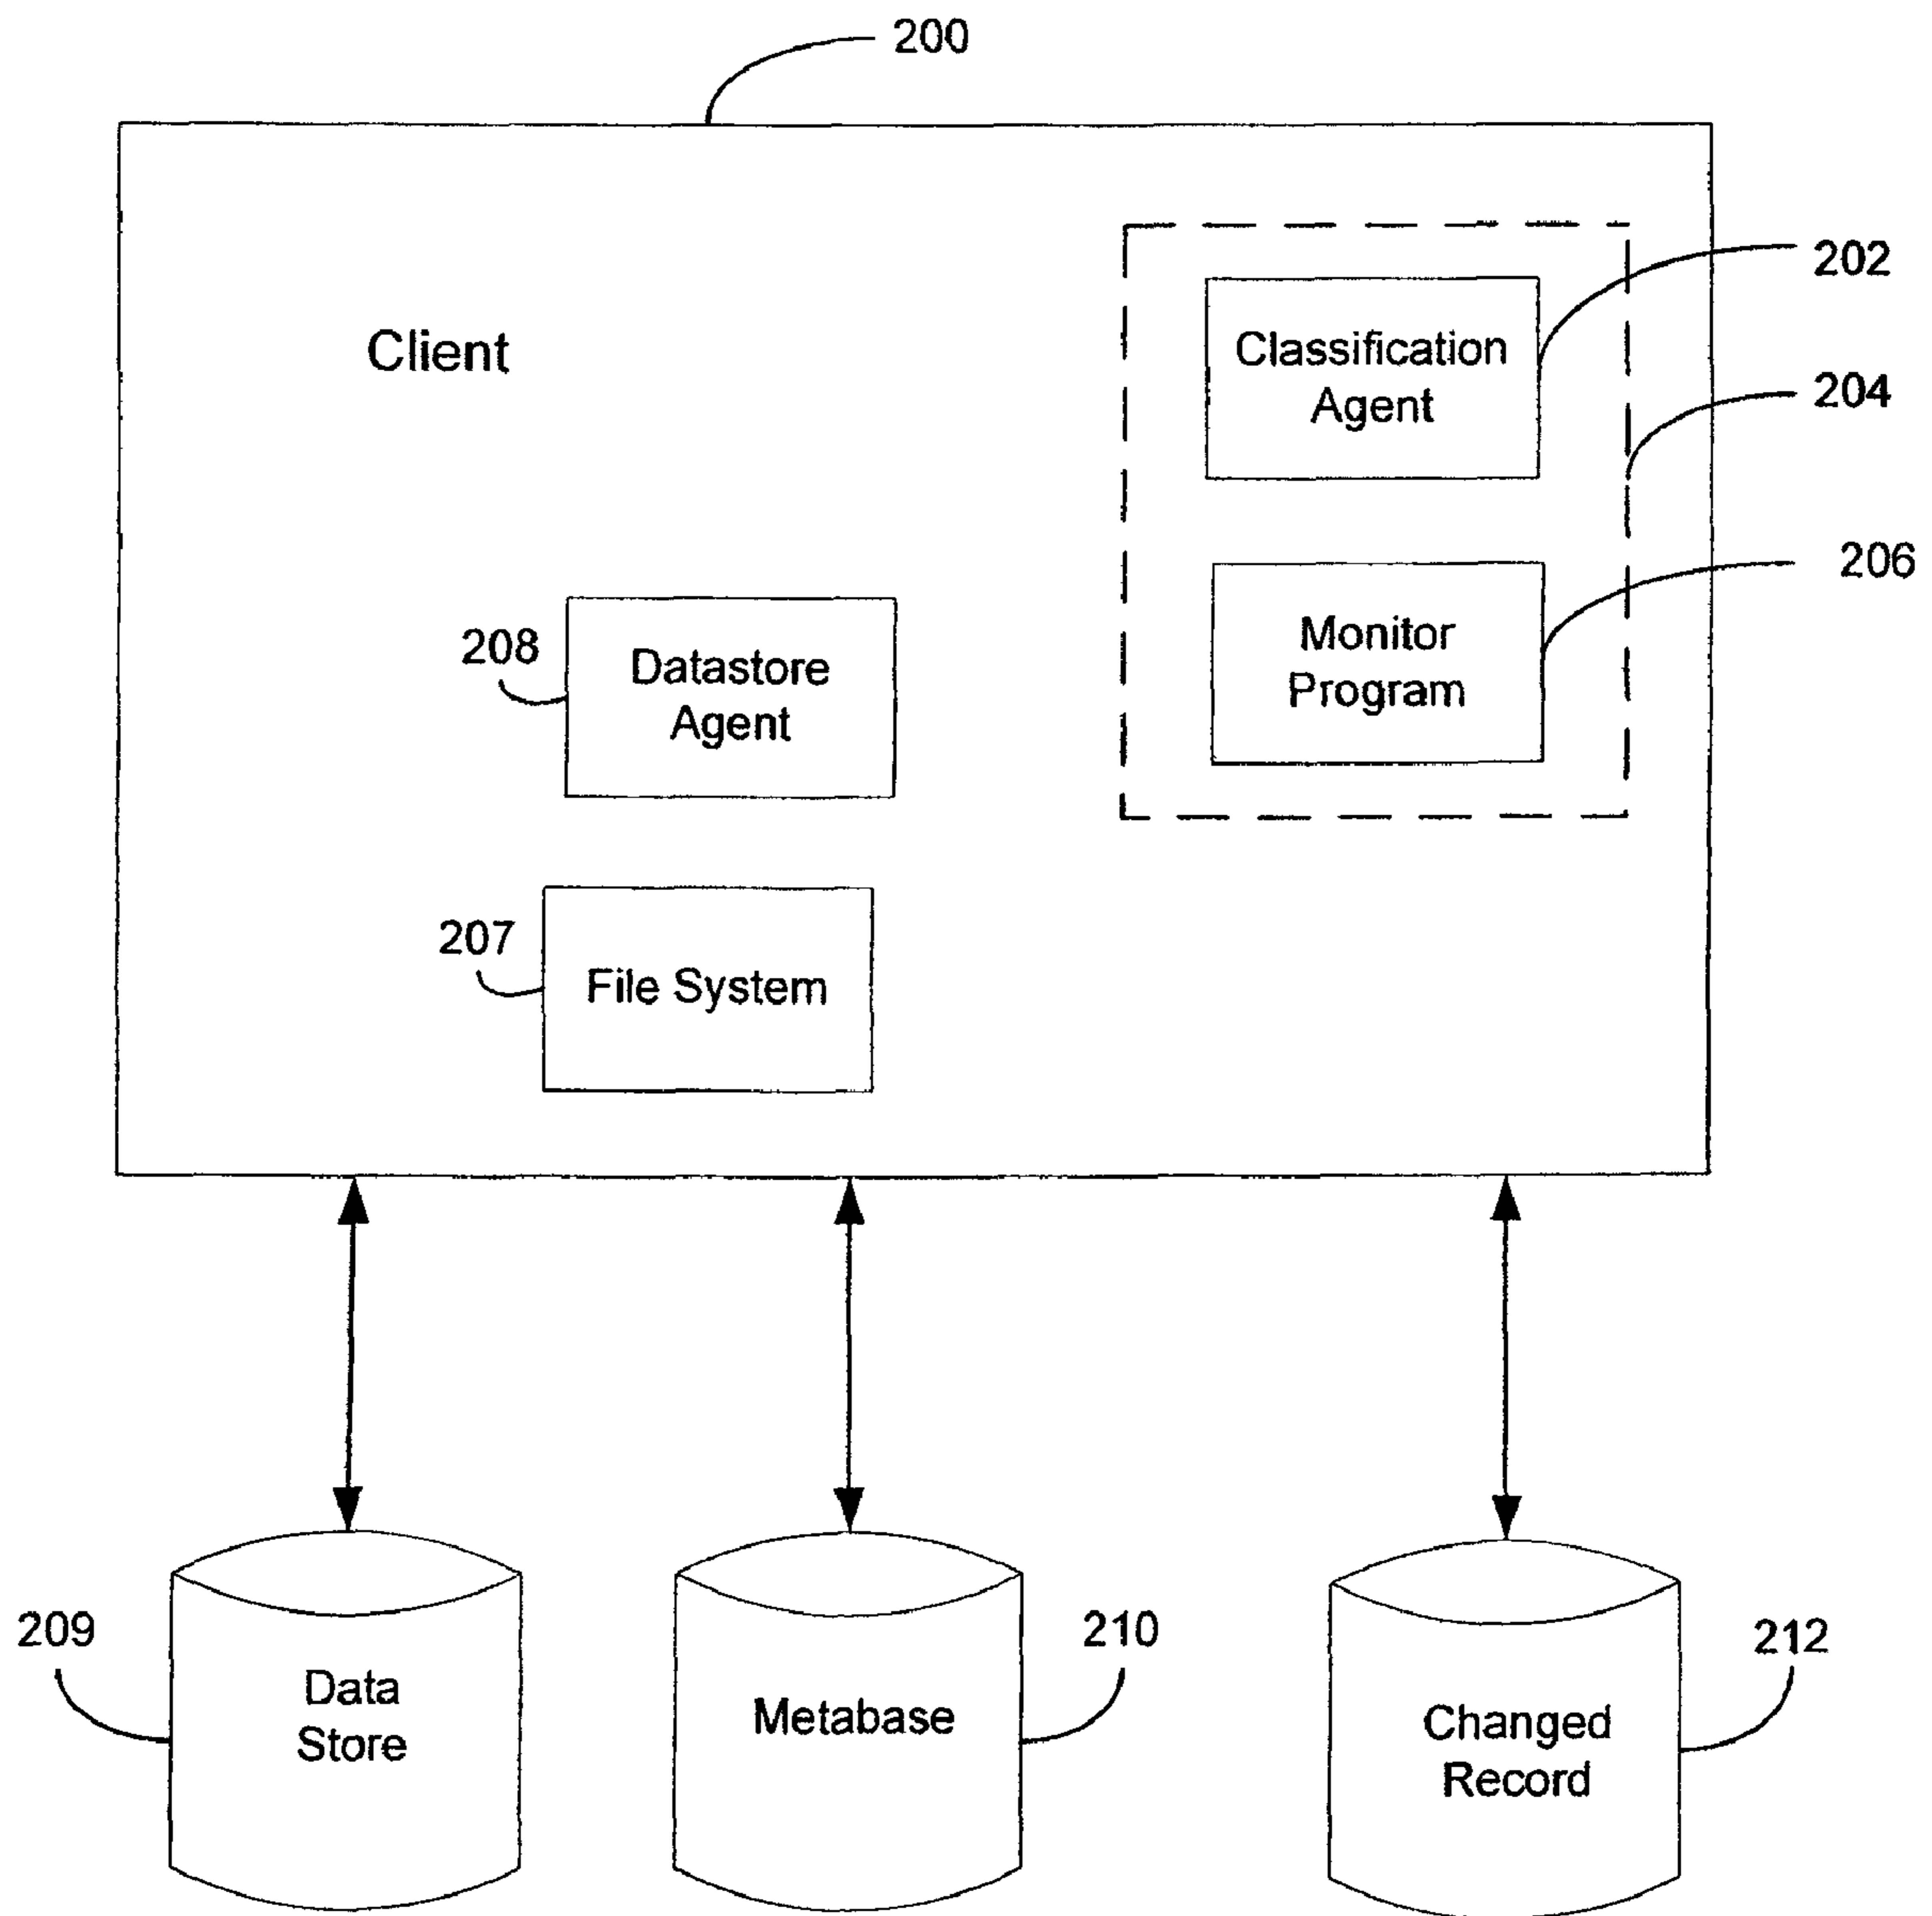 200
202
Client
Classification
Agent
204
206
Monitor
Program
208
Datastore
Agent
207
File System
209
210
212
Data
Store
Metabase
Changed
Record